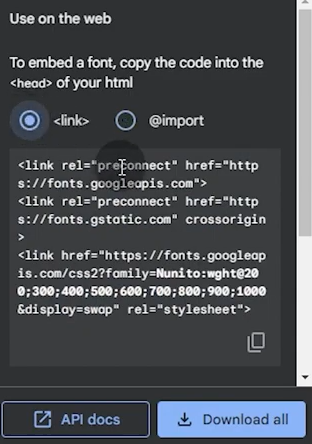 Use on the web
To embed a font, copy the code into the
<head> of your html
<link>
@import
<link rel="preconnect" href="http
s://fonts.googleapis.com">
<link rel="preconnect" href="http
s://fonts.gstatic.com" crossorigin
>
<link href="https://fonts.googleap
is.com/css2?family=Nunito:wght@20
0;300;400;500;600;700;800;900;1000
&display=swap" rel="stylesheet">
API docs
Download all